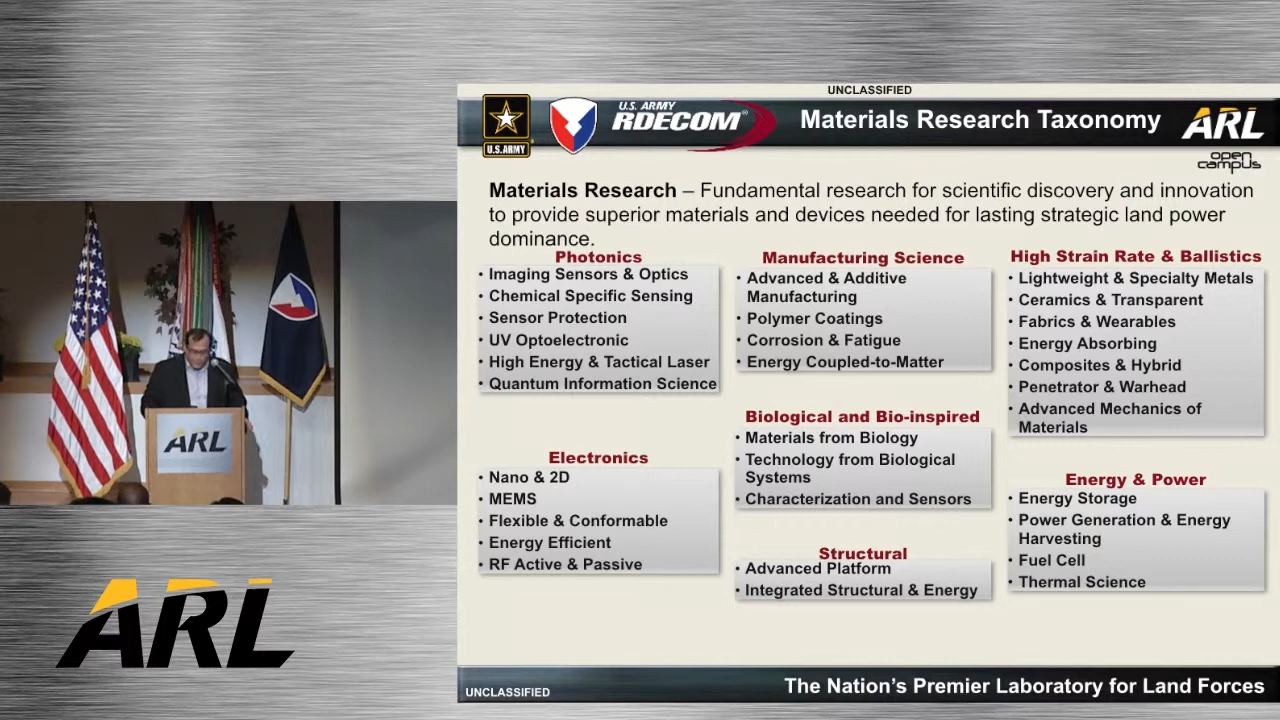 UNCLASSIFIED
U.S. ARMY
U.S. ARMY
RDECOM®
Materials Research Taxonomy
ARL
open
campus
Materials Research – Fundamental research for scientific discovery and innovation
to provide superior materials and devices needed for lasting strategic land power
dominance.
Photonics
• Imaging Sensors & Optics
• Chemical Specific Sensing
• Sensor Protection
• UV Optoelectronic
• High Energy & Tactical Laser
• Quantum Information Science
Electronics
• Nano & 2D
• MEMS
• Flexible & Conformable
• Energy Efficient
• RF Active & Passive
Manufacturing Science
• Advanced & Additive
Manufacturing
• Polymer Coatings
• Corrosion & Fatigue
• Energy Coupled-to-Matter
Biological and Bio-inspired
• Materials from Biology
• Technology from Biological
Systems
• Characterization and Sensors
Structural
• Advanced Platform
• Integrated Structural & Energy
High Strain Rate & Ballistics
• Lightweight & Specialty Metals
• Ceramics & Transparent
• Fabrics & Wearables
• Energy Absorbing
• Composites & Hybrid
• Penetrator & Warhead
• Advanced Mechanics of
Materials
Energy & Power
• Energy Storage
• Power Generation & Energy
Harvesting
• Fuel Cell
• Thermal Science
UNCLASSIFIED
The Nation's Premier Laboratory for Land Forces
ARL
ARL